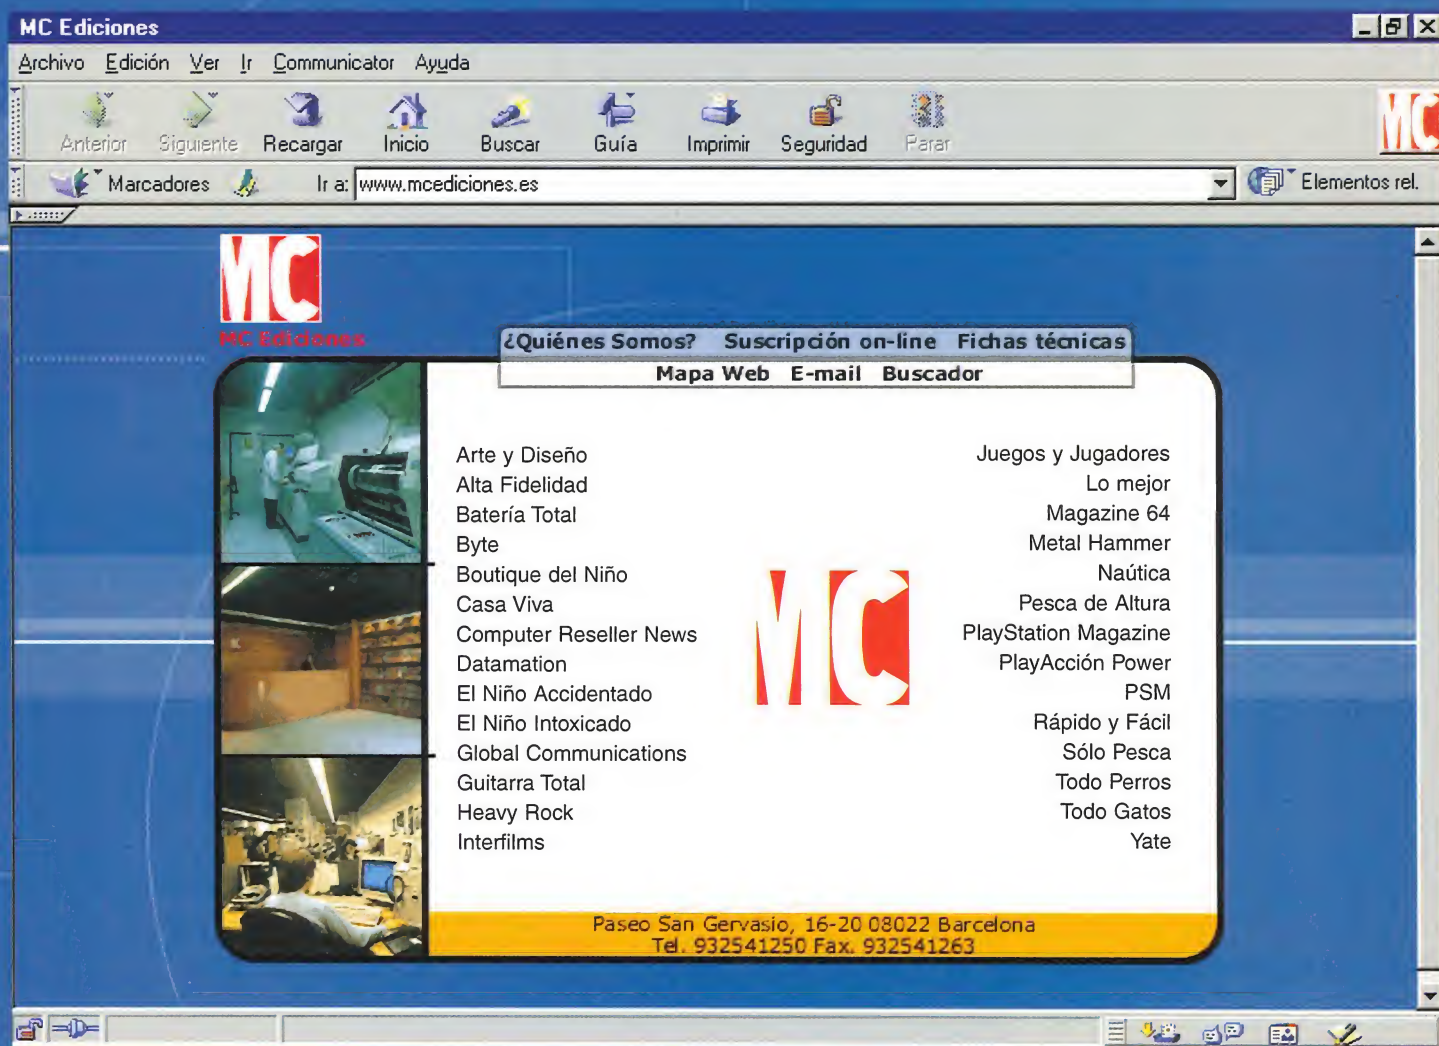 MC Ediciones
Archivo Edición Ver Ir Communicator Ayuda
Anterior Siguiente Recargar Inicio Buscar Guía Imprimir Seguridad Parar
MC
Marcadores Ir a: www.mcediciones.es Elementos rel.
MC
MC Ediciones
¿Quiénes Somos? Suscripción on-line Fichas técnicas
Mapa Web E-mail Buscador
Arte y Diseño
Alta Fidelidad
Batería Total
Byte
Boutique del Niño
Casa Viva
Computer Reseller News
Datamation
El Niño Accidentado
El Niño Intoxicado
Global Communications
Guitarra Total
Heavy Rock
Interfilms
MC
Juegos y Jugadores
Lo mejor
Magazine 64
Metal Hammer
Naútica
Pesca de Altura
PlayStation Magazine
PlayAcción Power
PSM
Rápido y Fácil
Sólo Pesca
Todo Perros
Todo Gatos
Yate
Paseo San Gervasio, 16-20 08022 Barcelona
Tel. 932541250 Fax. 932541263